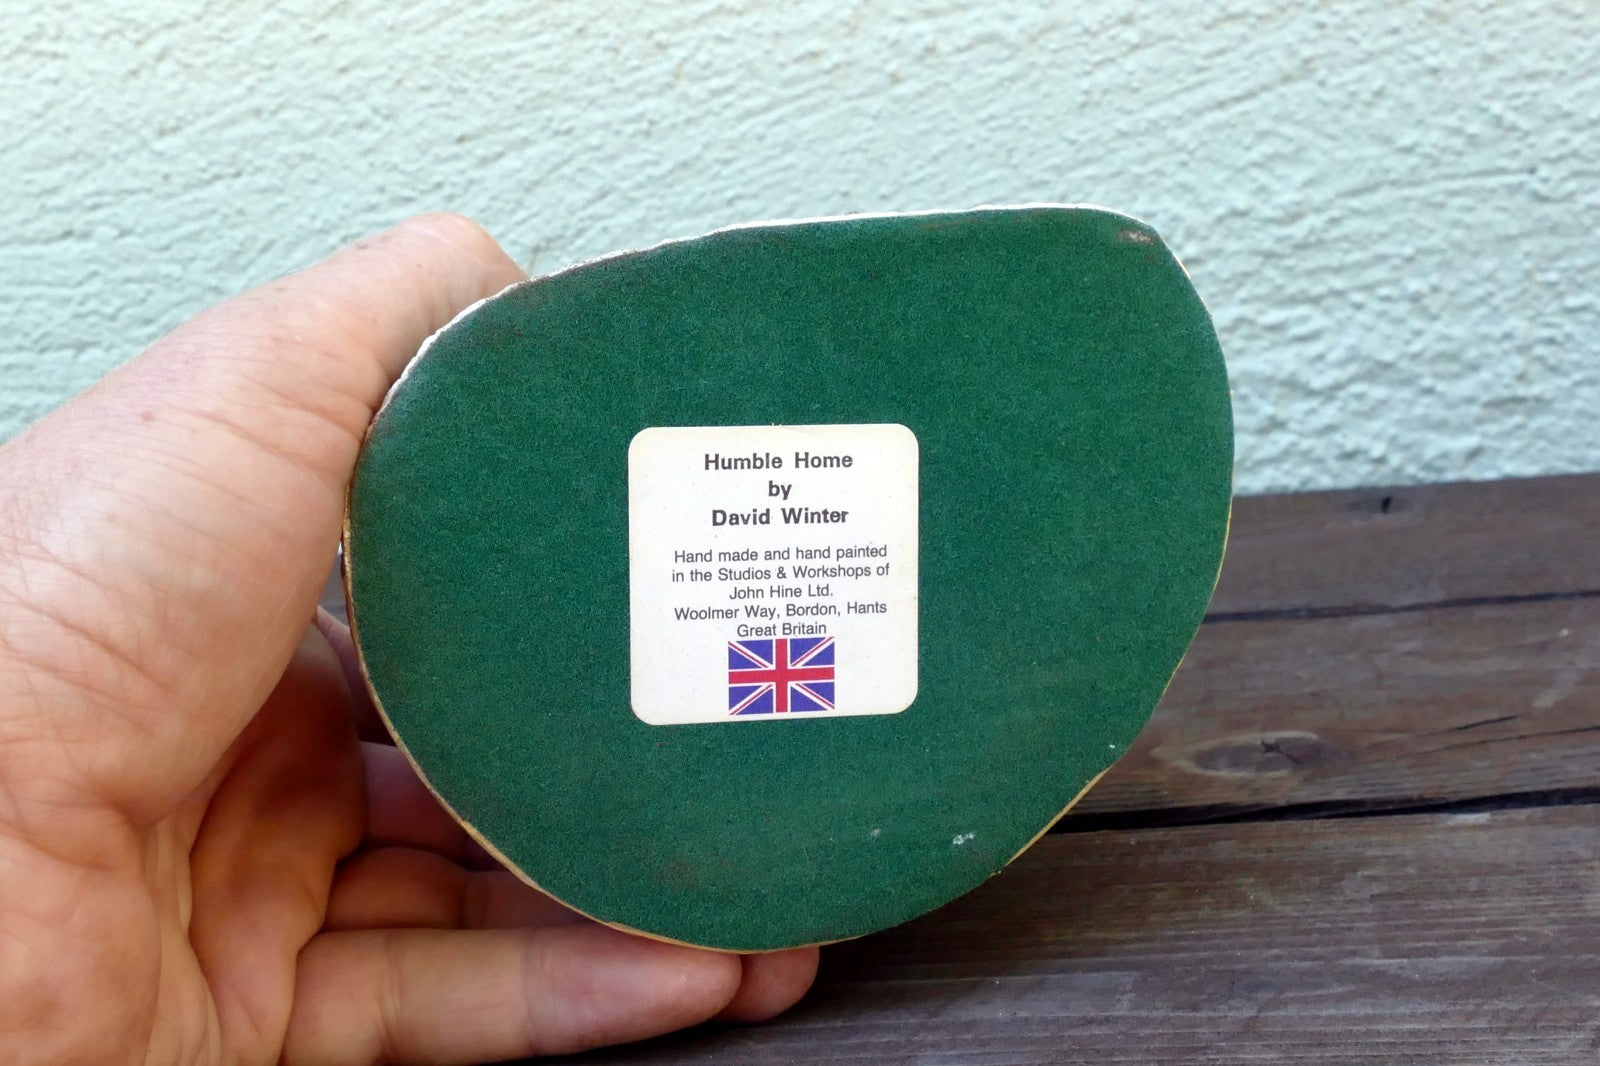 Humble Home
by
David Winter
Hand made and hand painted
in the Studios & Workshops of
John Hine Ltd.
Woolmer Way, Bordon, Hants
Great Britain